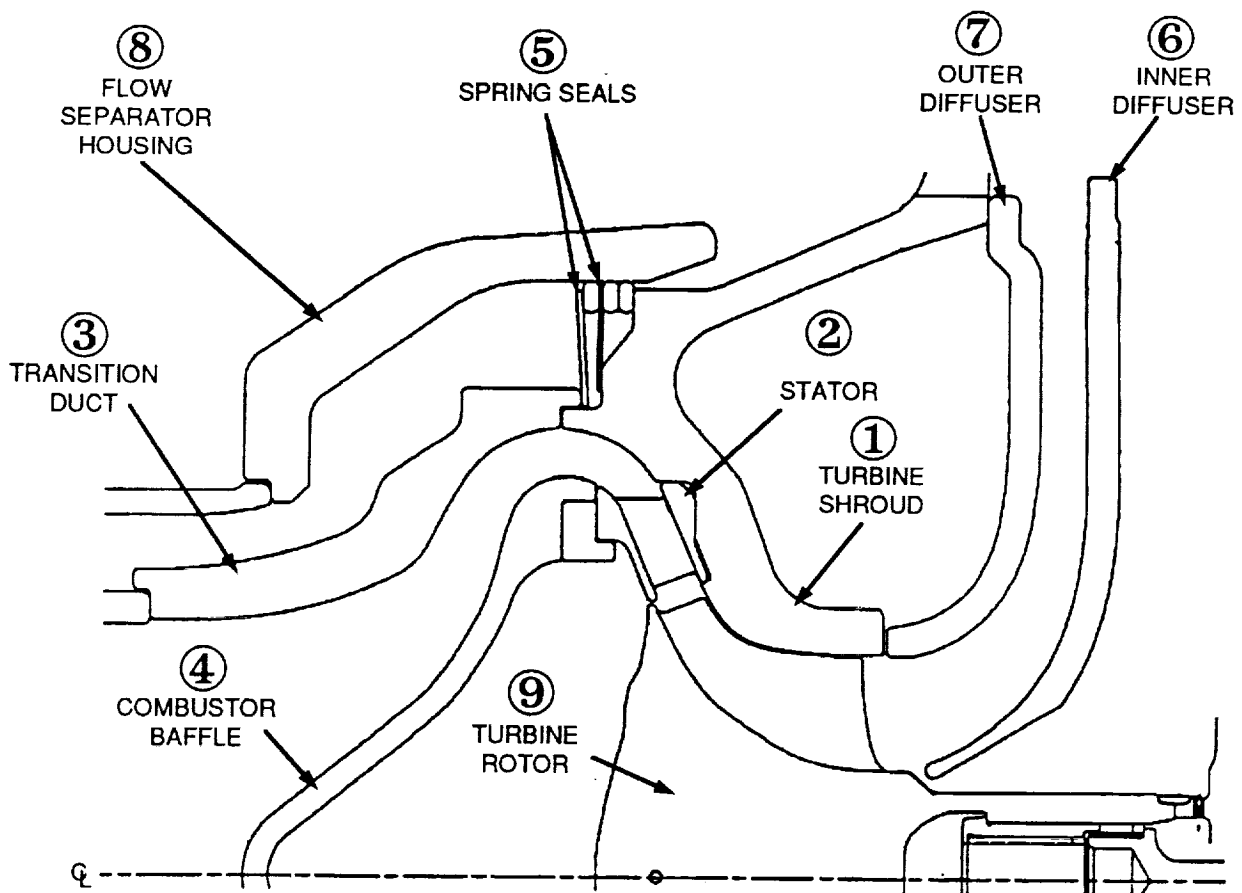 ⑧
FLOW
SEPARATOR
HOUSING
⑤
SPRING SEALS
⑦
OUTER
DIFFUSER
⑥
INNER
DIFFUSER
③
TRANSITION
DUCT
②
STATOR
①
TURBINE
SHROUD
④
COMBUSTOR
BAFFLE
⑨
TURBINE
ROTOR
℄